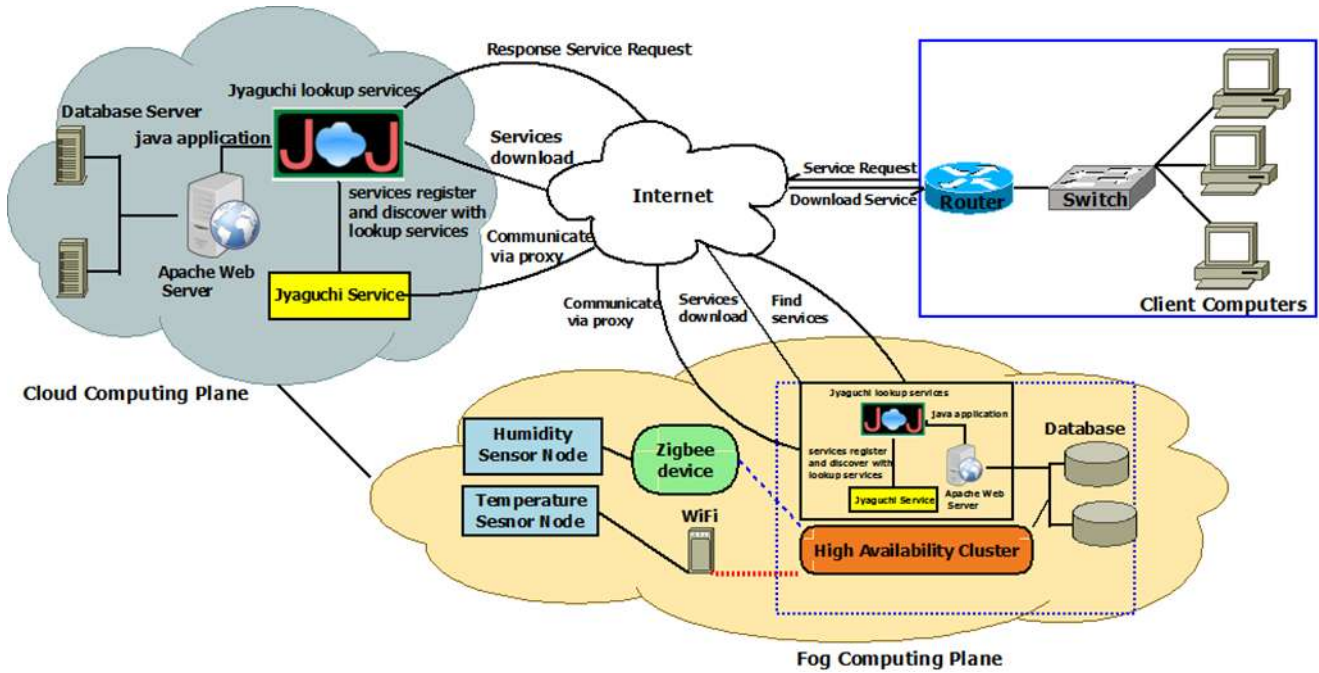 Response Service Request
Jyaguchi lookup services
Database Server
java application
J J
Services
download
services register
and discover with
lookup services
Apache Web
Server
Jyaguchi Service
Communicate
via proxy
Internet
Service Request
Download Service
Router
Switch
Client Computers
Cloud Computing Plane
Communicate
via proxy
Services
download
Find
services
Humidity
Sensor Node
Zigbee
device
Temperature
Sesnor Node
WiFi
Jyaguchi lookup services
J J
java application
services register
and discover with
lookup services
Jyaguchi Service
Apache Web
Server
Database
High Availability Cluster
Fog Computing Plane